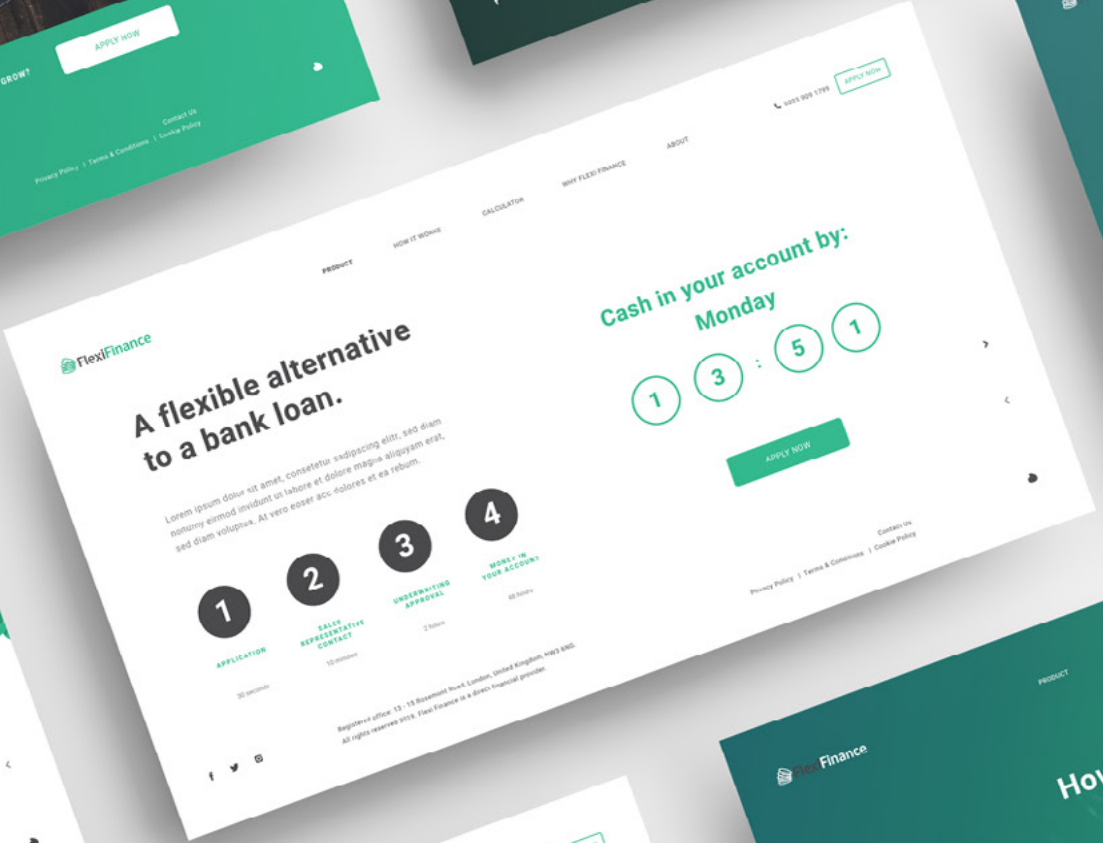 GROW?
APPLY NOW
Contact Us
Privacy Policy | Terms & Conditions | Cookie Policy
FlexiFinance
PRODUCT
HOW IT WORKS
CALCULATOR
WHY FLEXI FINANCE
ABOUT
0203 909 1799
APPLY NOW
A flexible alternative
to a bank loan.
Lorem ipsum dolor sit amet, consetetur sadipscing elitr, sed diam
nonumy eirmod invidunt ut labore et dolore magna aliquyam erat,
sed diam voluptua. At vero eoser acc dolores et ea rebum.
1
APPLICATION
30 seconds
2
SALES
REPRESENTATIVE
CONTACT
10 minutes
3
UNDERWRITING
APPROVAL
2 hours
4
MONEY IN
YOUR ACCOUNT
48 hours
Cash in your account by:
Monday
1 3 : 5 1
APPLY NOW
Registered office: 13 - 15 Rosemont Road, London, United Kingdom, NW3 6NG.
All rights reserved 2019. Flexi Finance is a direct financial provider.
Contact Us
Privacy Policy | Terms & Conditions | Cookie Policy
FlexiFinance
PRODUCT